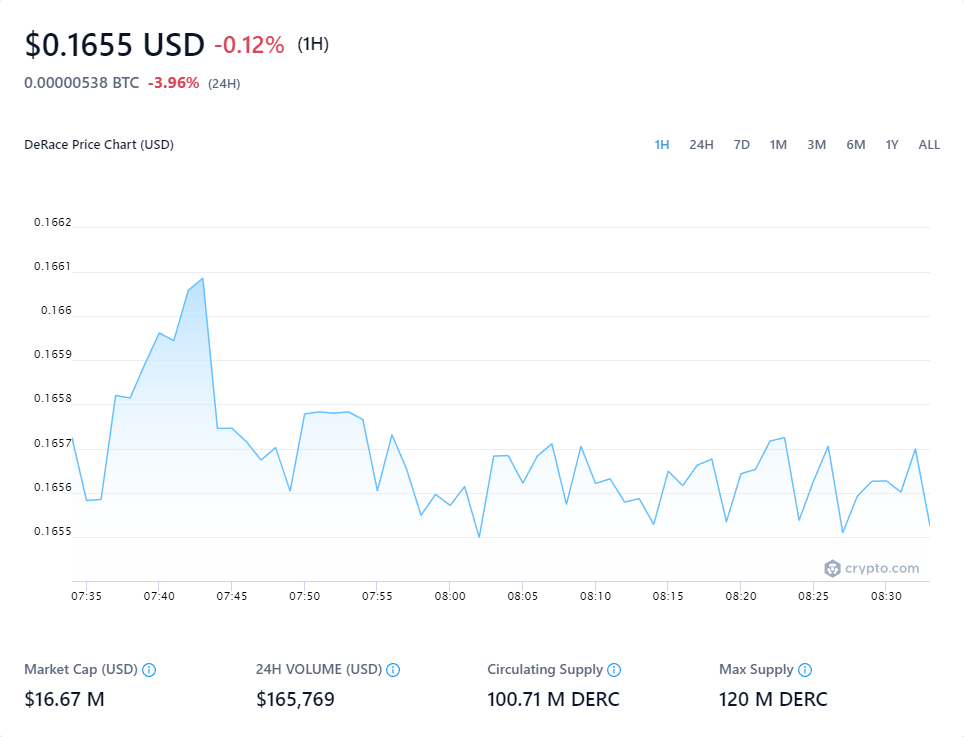 $0.1655 USD -0.12% (1H)
0.00000538 BTC -3.96% (24H)
DeRace Price Chart (USD) 1H 24H 7D 1M 3M 6M 1Y ALL
0.1662
0.1661
0.166
0.1659
0.1658
0.1657
0.1656
0.1655
crypto.com
07:35 07:40 07:45 07:50 07:55 08:00 08:05 08:10 08:15 08:20 08:25 08:30
Market Cap (USD) 24H VOLUME (USD) Circulating Supply Max Supply
$16.67 M $165,769 100.71 M DERC 120 M DERC